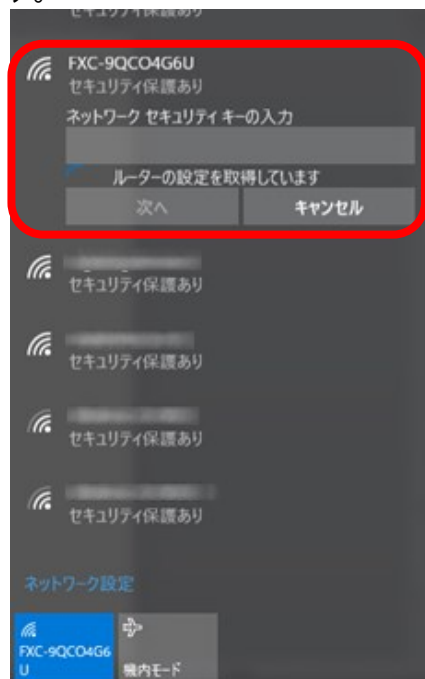 す。
セキュリティ保護あり
FXC-9QCO4G6U
セキュリティ保護あり
ネットワーク セキュリティ キーの入力
ルーターの設定を取得しています
次へ
キャンセル
セキュリティ保護あり
セキュリティ保護あり
セキュリティ保護あり
セキュリティ保護あり
ネットワーク設定
FXC-9QCO4G6
U
機内モード